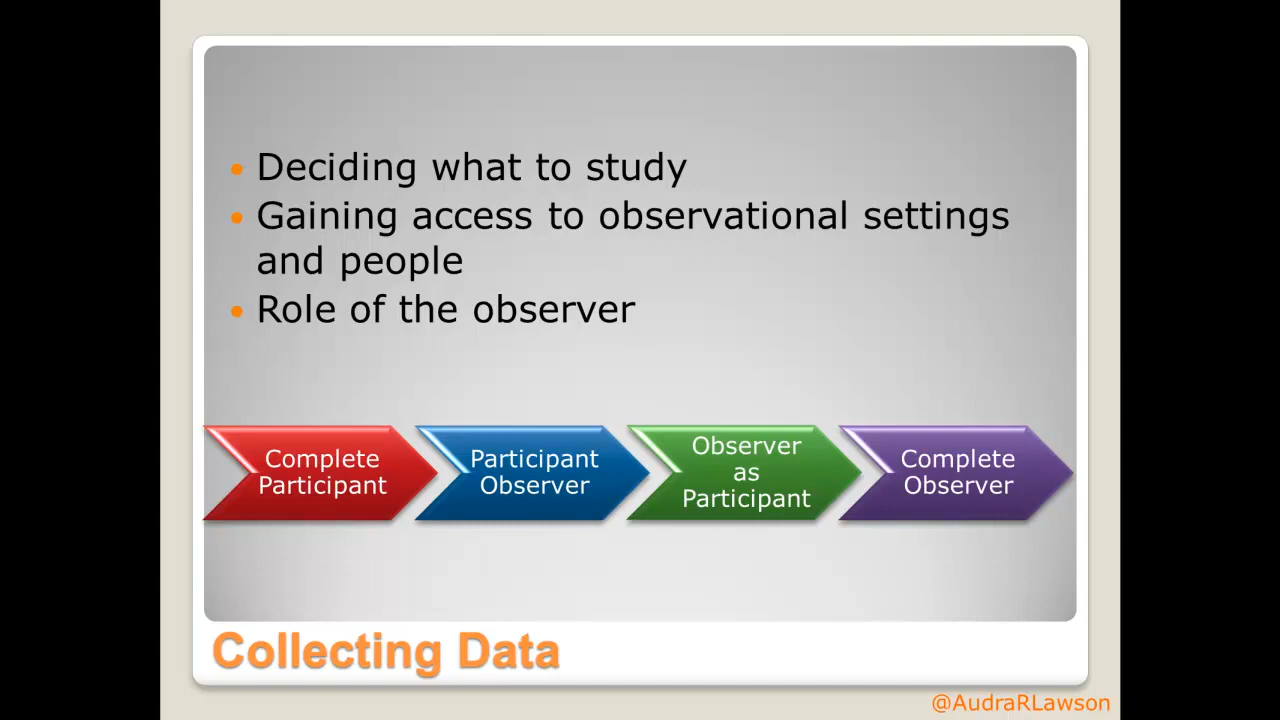 Deciding what to study
Gaining access to observational settings
and people
Role of the observer
Complete
Participant
Participant
Observer
Observer
as
Participant
Complete
Observer
Collecting Data
@AudraRLawson